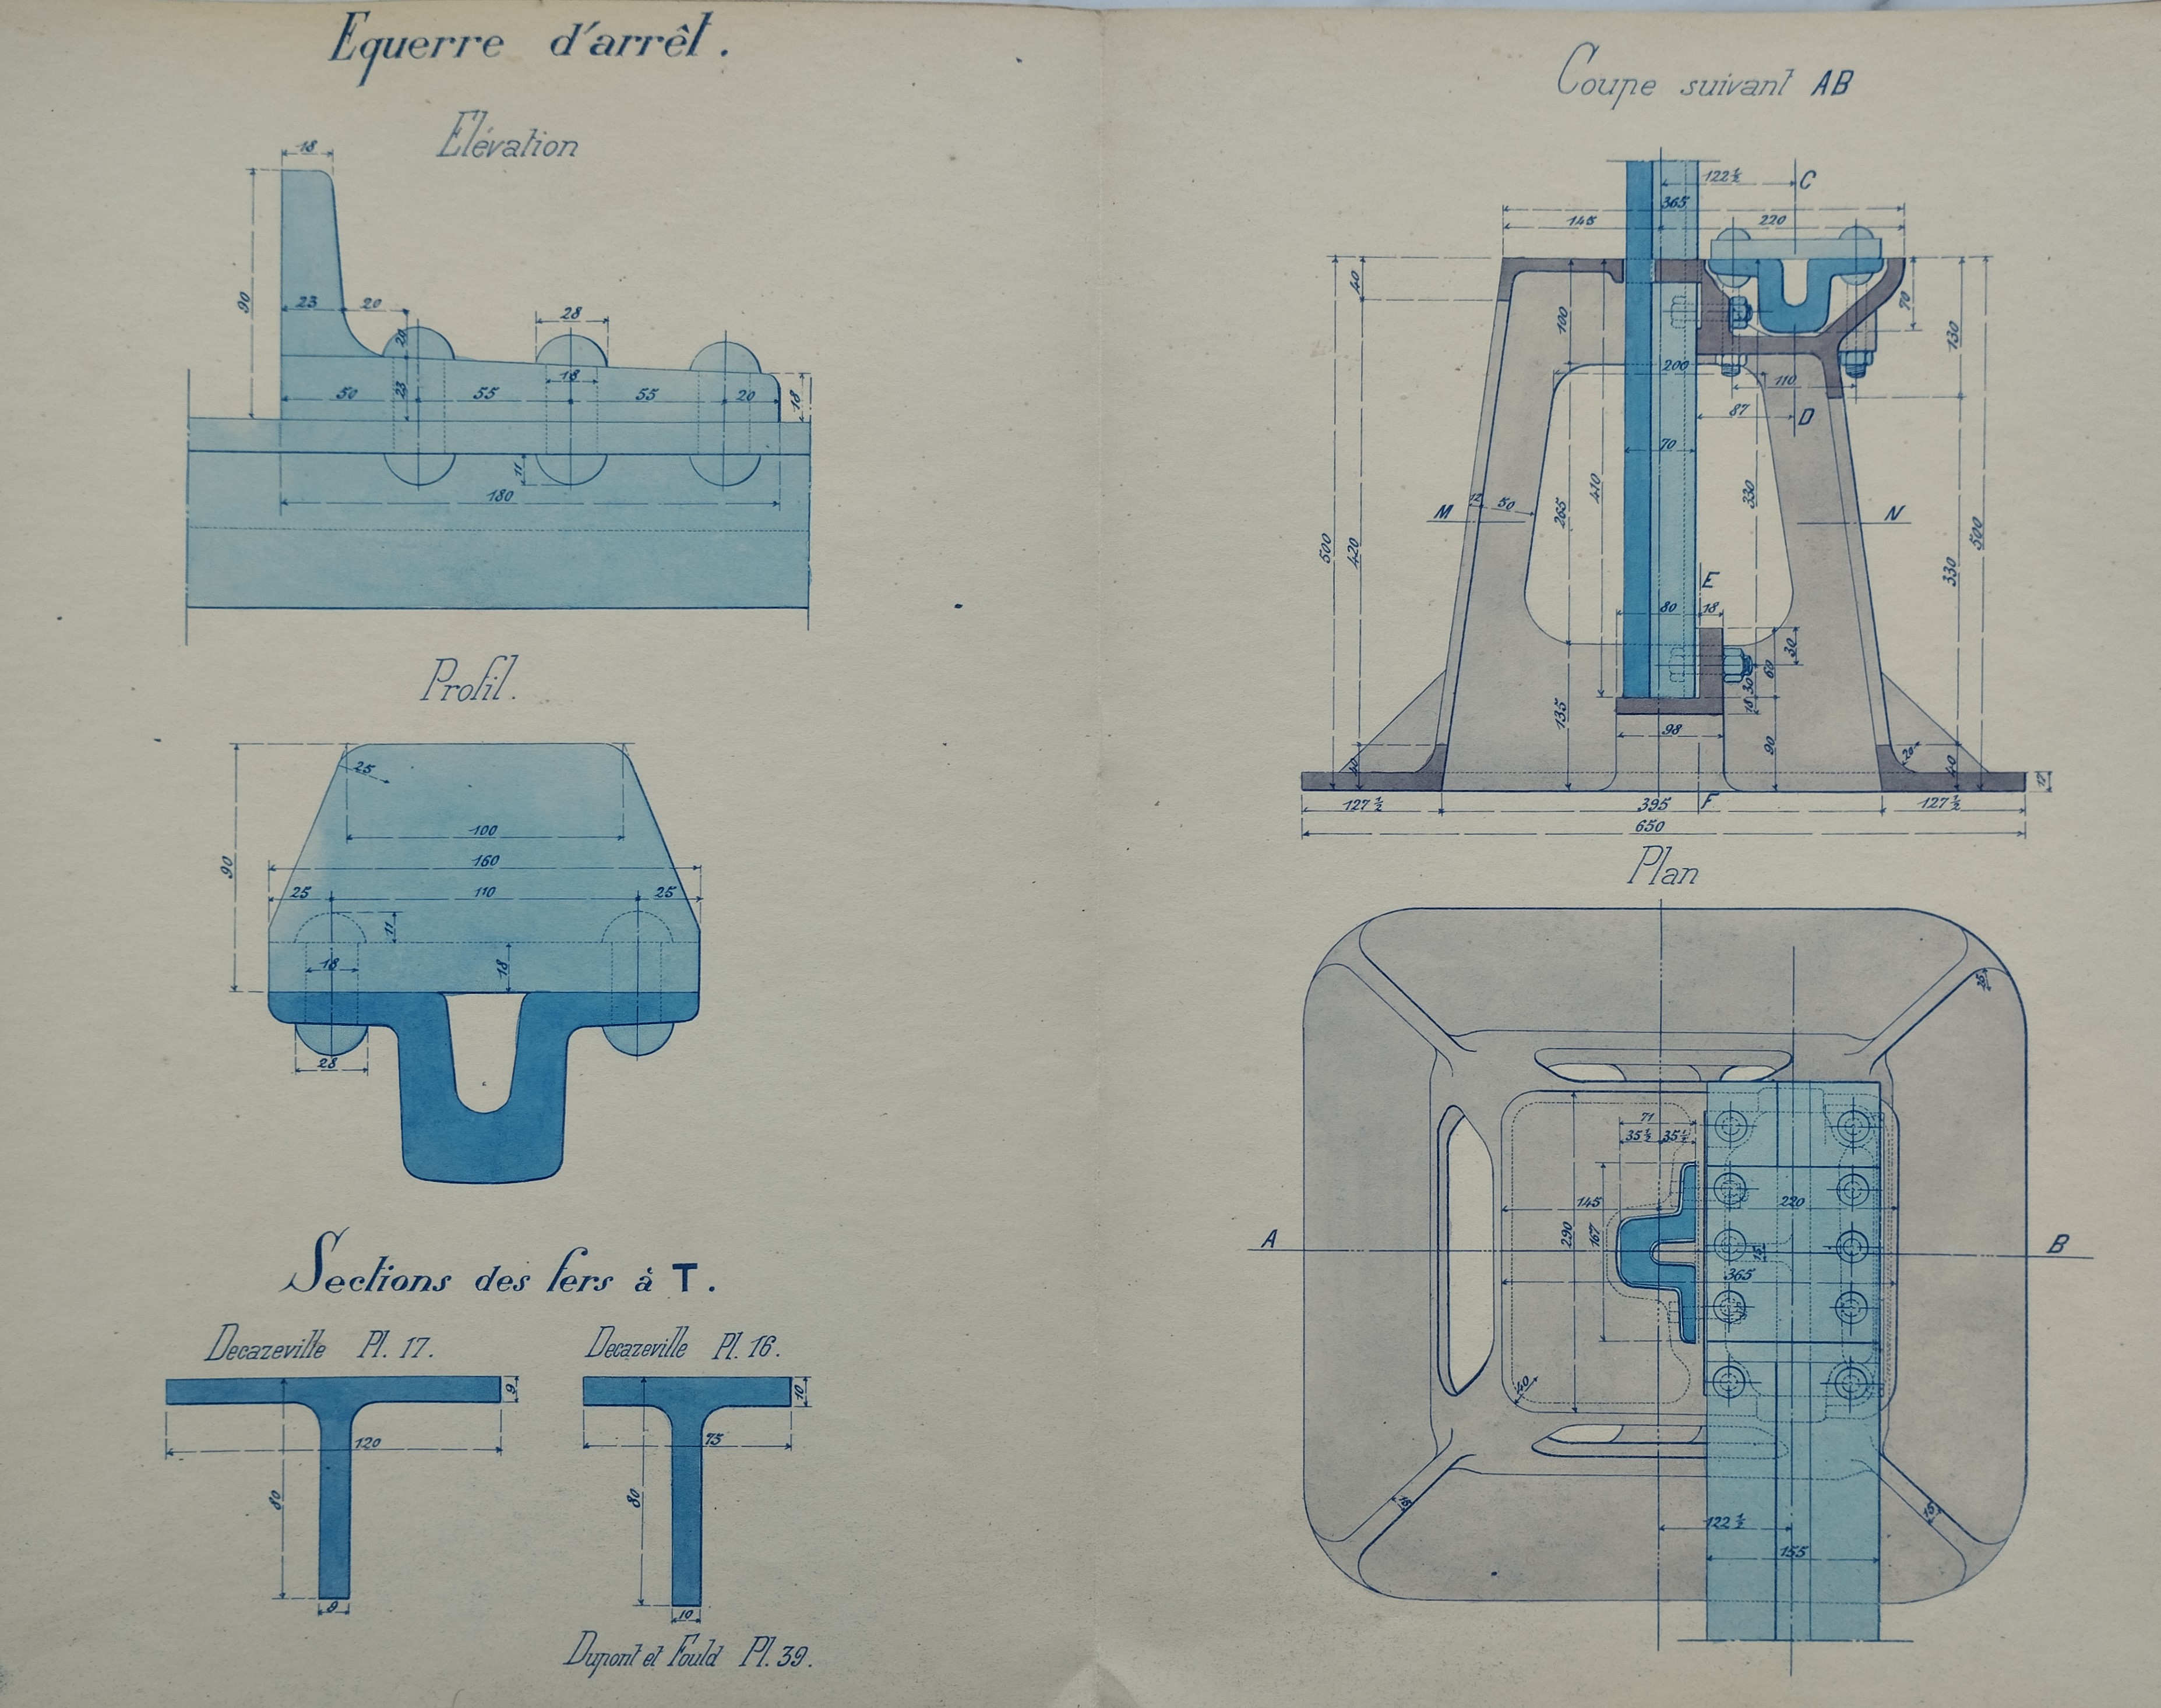 Equerre d'arrêt.
Elévation
18
90
23 20
20
28
18
50 23 55 55 20
18
11
180
Profil.
25
100
90
160
25 110 25
11
18 18
28
Sections des fers à T.
Decazeville Pl. 17.
9
120
80
9
Decazeville Pl. 16.
10
75
80
10
Dupont et Fould Pl. 39.
Coupe suivant AB
122 ½ C
365
145 220
40
70
100
130
200
110
87 D
70
M 50 N
500 420 265 410 330 330 500
E
80 18
30
60
30
18
135
98
90
20
40 40
127 ½ 395 F 127 ½
650
Plan
71
35 ½ 35 ½
145 220
290 167
A B
15
365
40
15 15
122 ½
155